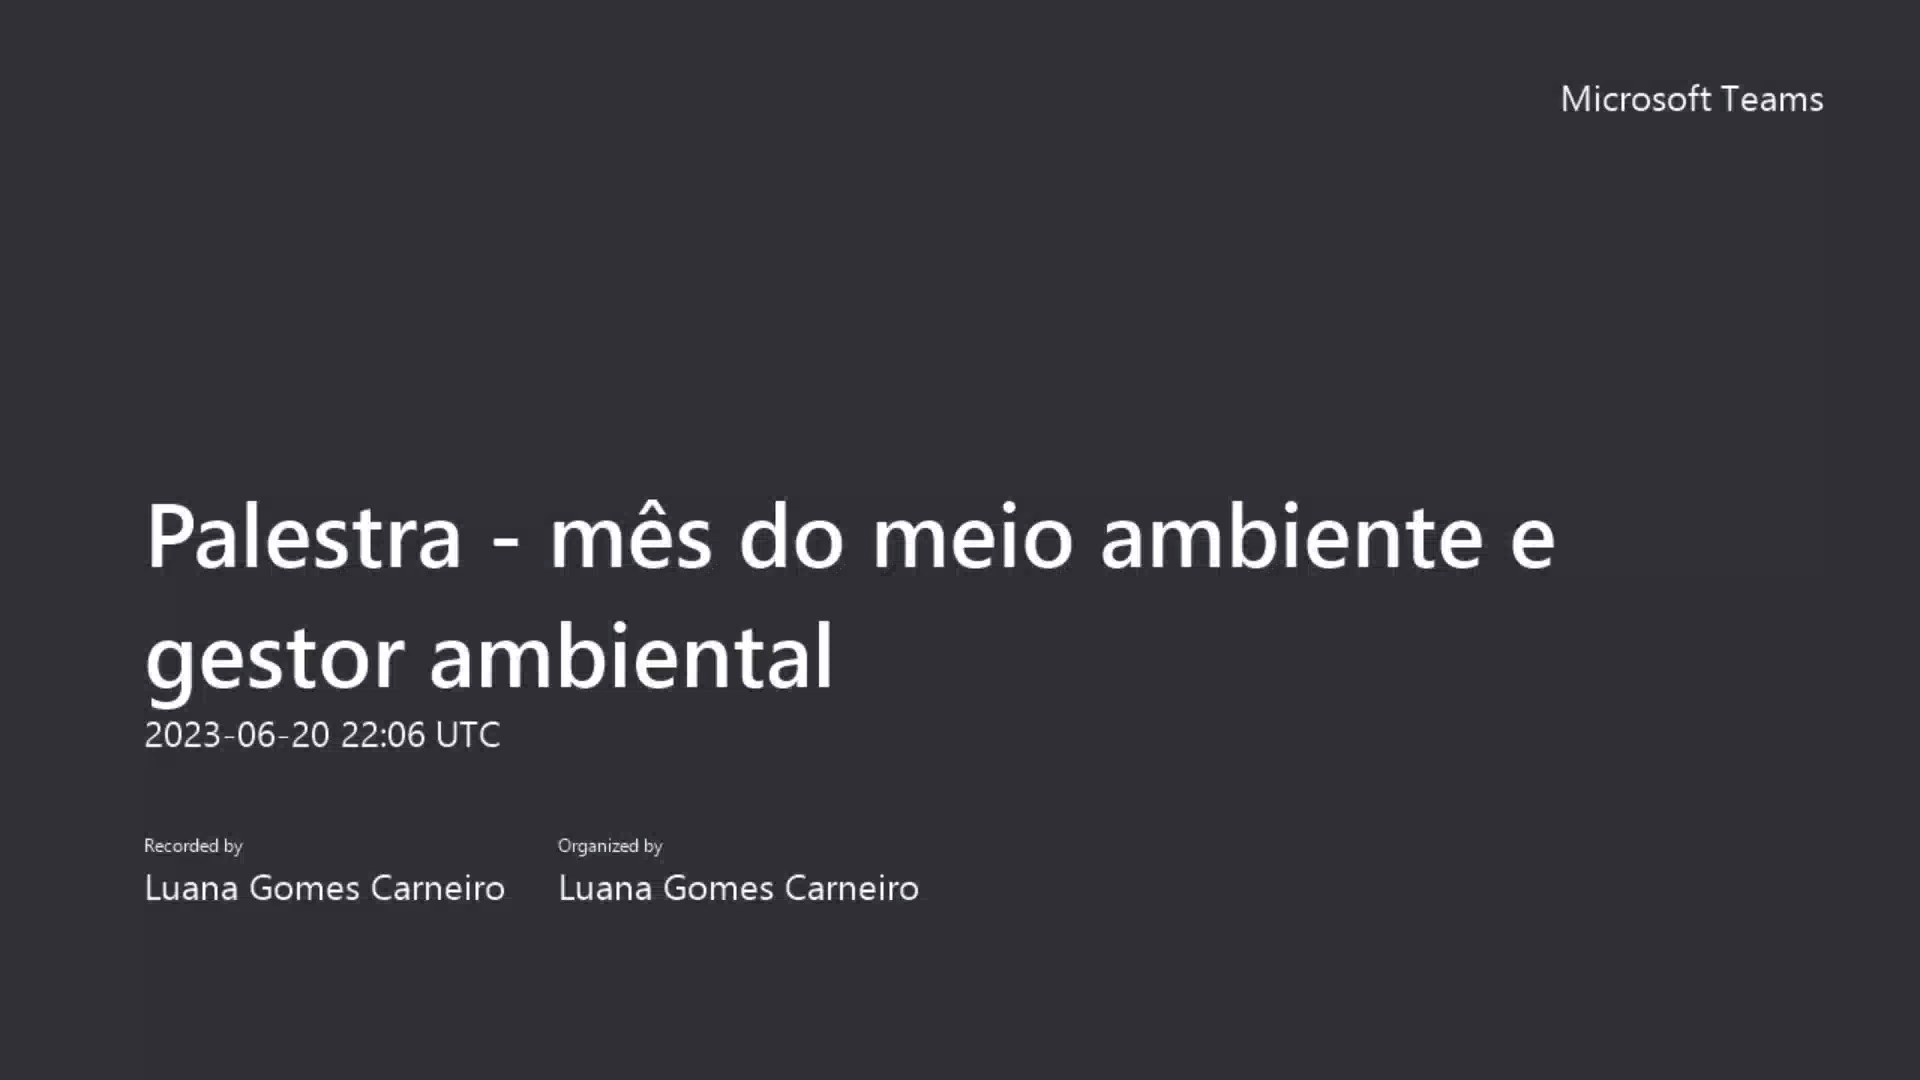 Microsoft Teams
Palestra - mês do meio ambiente e
gestor ambiental
2023-06-20 22:06 UTC
Recorded by
Organized by
Luana Gomes Carneiro
Luana Gomes Carneiro